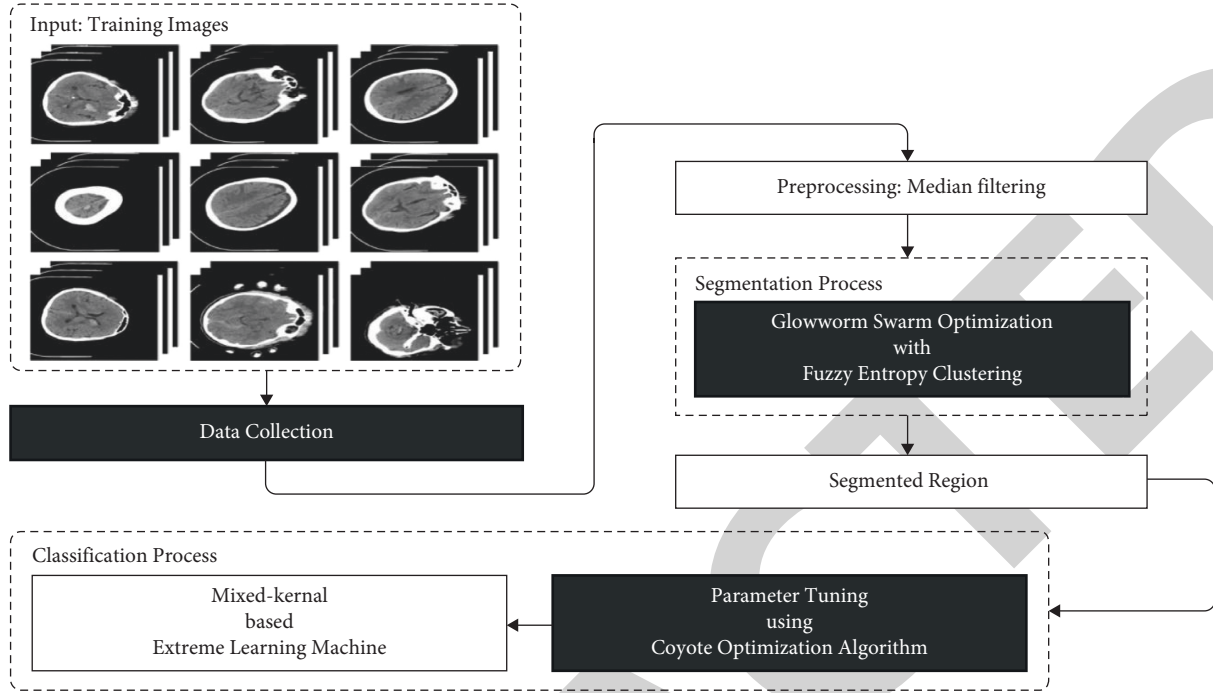 Input: Training Images
Data Collection
Preprocessing: Median filtering
Segmentation Process
Glowworm Swarm Optimization
with
Fuzzy Entropy Clustering
Segmented Region
Classification Process
Mixed-kernal
based
Extreme Learning Machine
Parameter Tuning
using
Coyote Optimization Algorithm